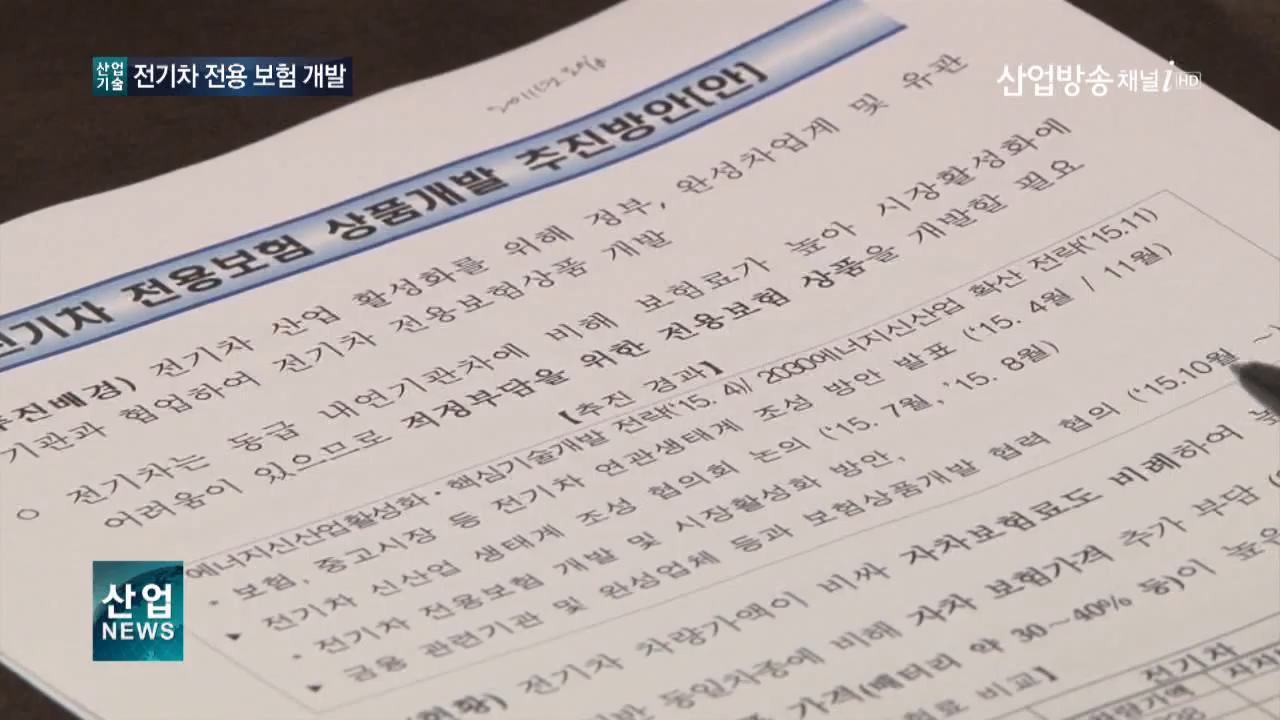 산업
기술
전기차 전용 보험 개발
산업방송 채널i HD
전기차 전용보험 상품개발 추진방안[안]
추진배경) 전기차 산업 활성화를 위해 정부, 완성차업계 및 유관
기관과 협업하여 전기차 전용보험상품 개발
○ 전기차는 동급 내연기관차에 비해 보험료가 높아 시장활성화에
어려움이 있으므로 적정부담을 위한 전용보험 상품을 개발할 필요
【추진 경과】
에너지신산업활성화·핵심기술개발 전략('15. 4)/ 2030에너지신산업 확산 전략('15.11)
* 보험, 중고시장 등 전기차 연관생태계 조성 방안 발표 ('15. 4월 / 11월)
▶ 전기차 신산업 생태계 조성 협의회 논의 ('15. 7월, '15. 8월)
* 전기차 전용보험 개발 및 시장활성화 방안,
▶ 금융 관련기관 및 완성업체 등과 보험상품개발 협력 협의 ('15.10월 ~
(현황) 전기차 차량가액이 비싸 자차보험료도 비례하여
동일차종에 비해 자차 보험가격 추가 부담
가격(배터리 약 30~40% 등)이 높은
비교】
전기차
산업
NEWS